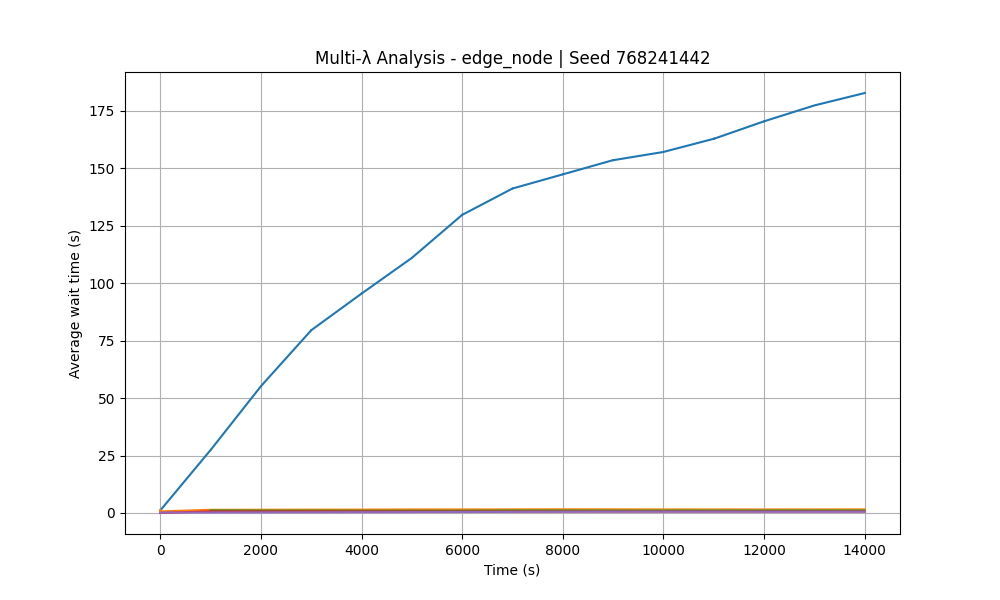 Multi-λ Analysis - edge_node | Seed 768241442
Average wait time (s)
175
150
125
100
75
50
25
0
0 2000 4000 6000 8000 10000 12000 14000
Time (s)